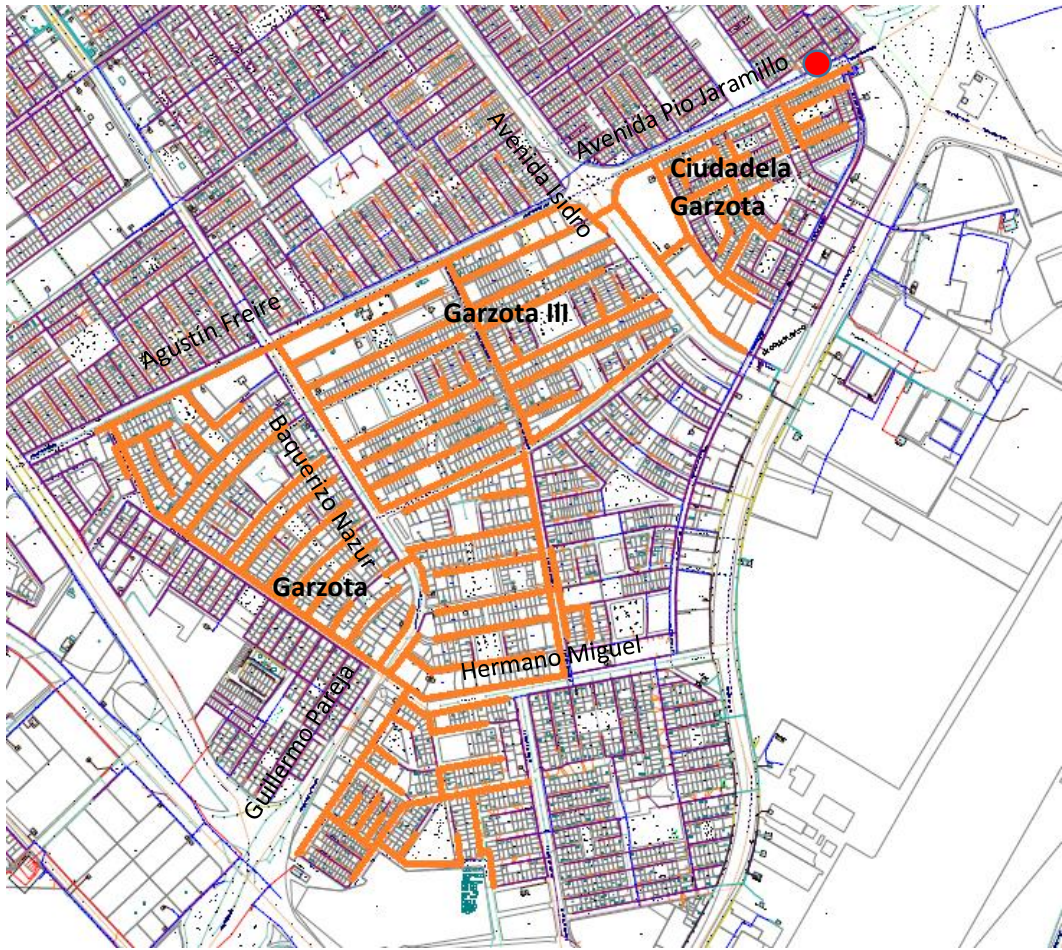 Avenida Pio Jaramillo
Avenida Isidro
Ciudadela
Garzota
Garzota III
Agustín Freire
Baquerizo Nazur
Garzota
Hermano Miguel
Guillermo Pareja